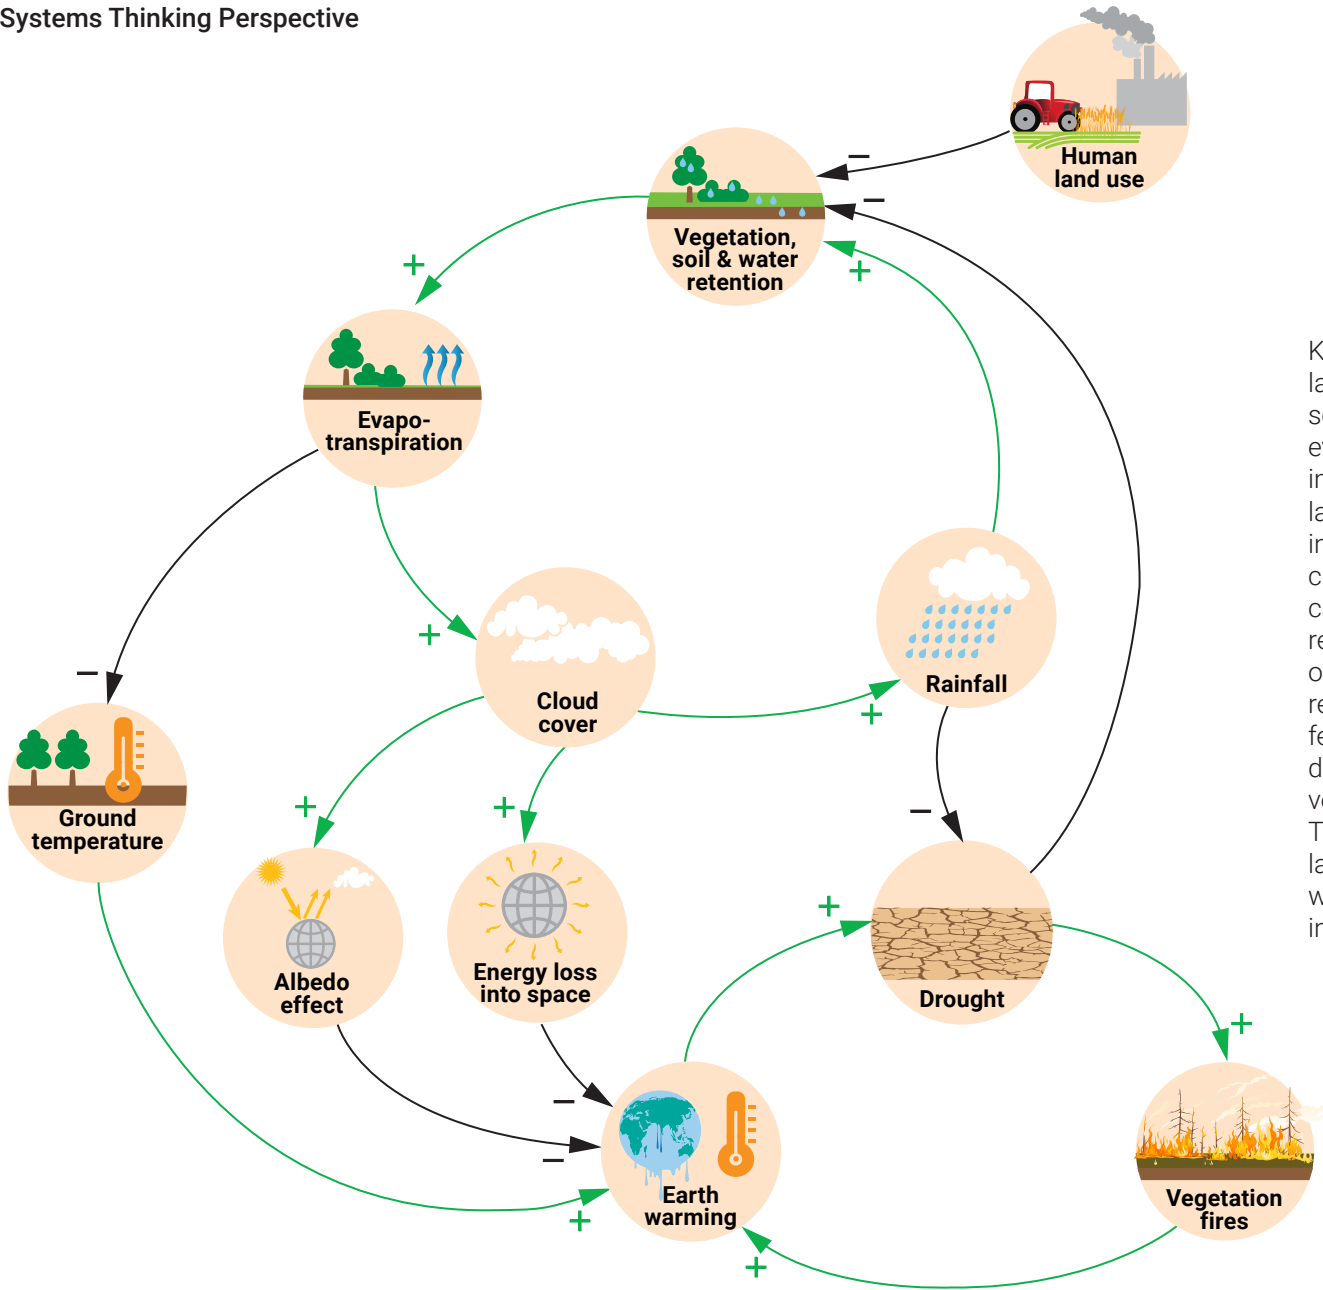 Systems Thinking Perspective
Human
land use
−
−
+
Vegetation,
soil & water
retention
+
Evapo-
transpiration
+
−
Cloud
cover
Rainfall
+
−
Ground
temperature
+
+
Albedo
effect
Energy loss
into space
+
Drought
+
−
−
+
Earth
warming
+
Vegetation
fires